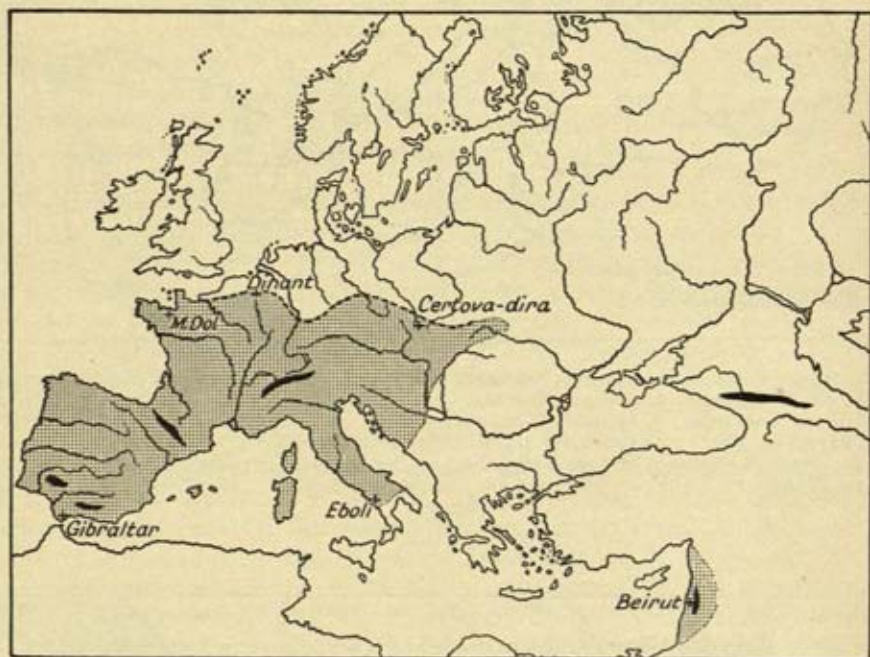 Dinant
Certova-dira
M.Dol
Eboli
Gibraltar
Beirut